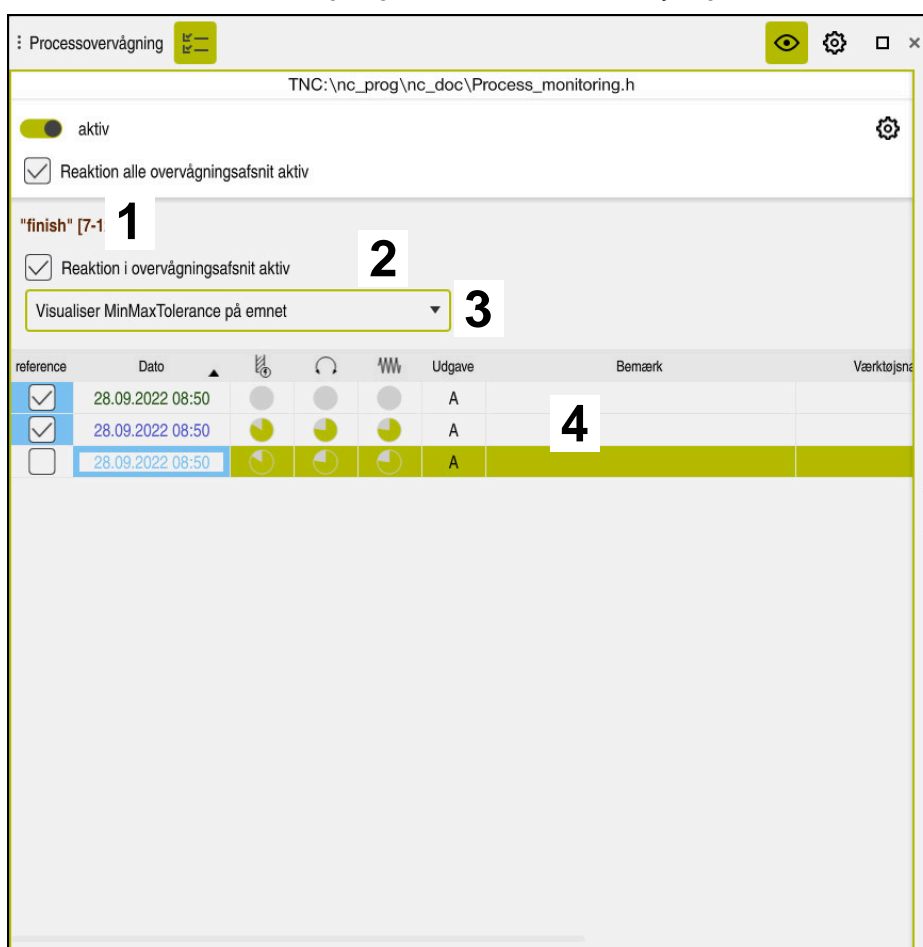 Processovervågning
TNC:\nc_prog\nc_doc\Process_monitoring.h
aktiv
Reaktion alle overvågningsafsnit aktiv
"finish" [7-1
1
Reaktion i overvågningsafsnit aktiv
2
Visualiser MinMaxTolerance på emnet
3
reference Dato Udgave Bemærk Værktøjsna
28.09.2022 08:50 A
28.09.2022 08:50 A
4
28.09.2022 08:50 A